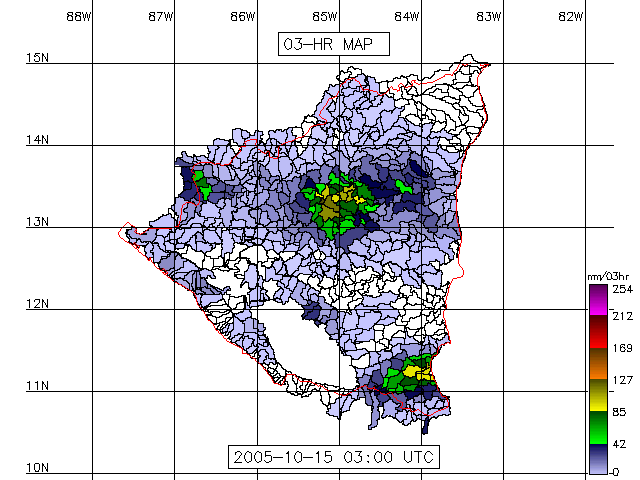 88W 87W 86W 85W 84W 83W 82W
03-HR MAP
15N
14N
13N
12N
11N
10N
mm/03hr
254
212
169
127
85
42
0
2005-10-15 03:00 UTC